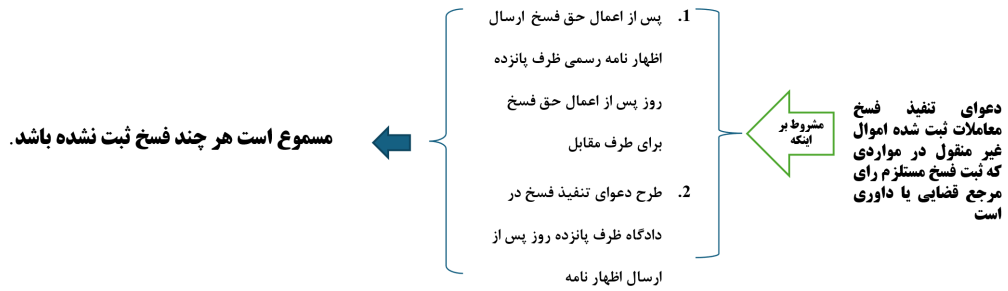 دعوای تنفیذ فسخ
معاملات ثبت شده اموال
غیر منقول در مواردی
که ثبت فسخ مستلزم رای
مرجع قضایی یا داوری
است
مشروط بر
اینکه
1. پس از اعمال حق فسخ ارسال
اظهار نامه رسمی ظرف پانزده
روز پس از اعمال حق فسخ
برای طرف مقابل
2. طرح دعوای تنفیذ فسخ در
دادگاه ظرف پانزده روز پس از
ارسال اظهار نامه
مسموع است هر چند فسخ ثبت نشده باشد.